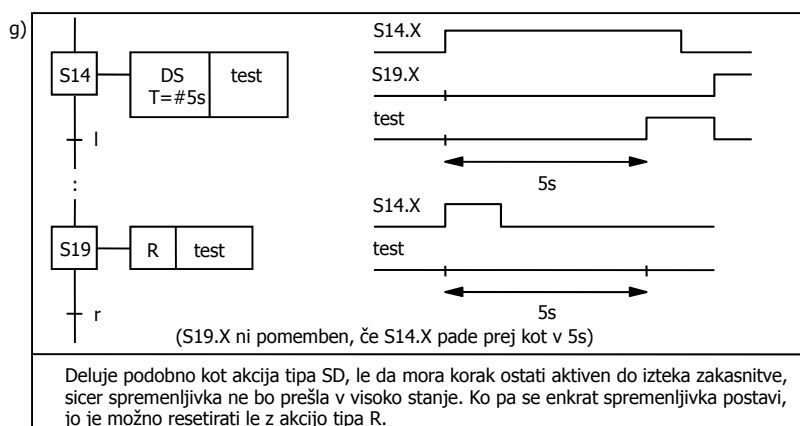 g)
S14.X
S14
DS
T=#5s
test
S19.X
l
test
5s
:
S14.X
S19
R
test
test
r
5s
(S19.X ni pomemben, če S14.X pade prej kot v 5s)
Deluje podobno kot akcija tipa SD, le da mora korak ostati aktiven do izteka zakasnitve,
sicer spremenljivka ne bo prešla v visoko stanje. Ko pa se enkrat spremenljivka postavi,
jo je možno resetirati le z akcijo tipa R.